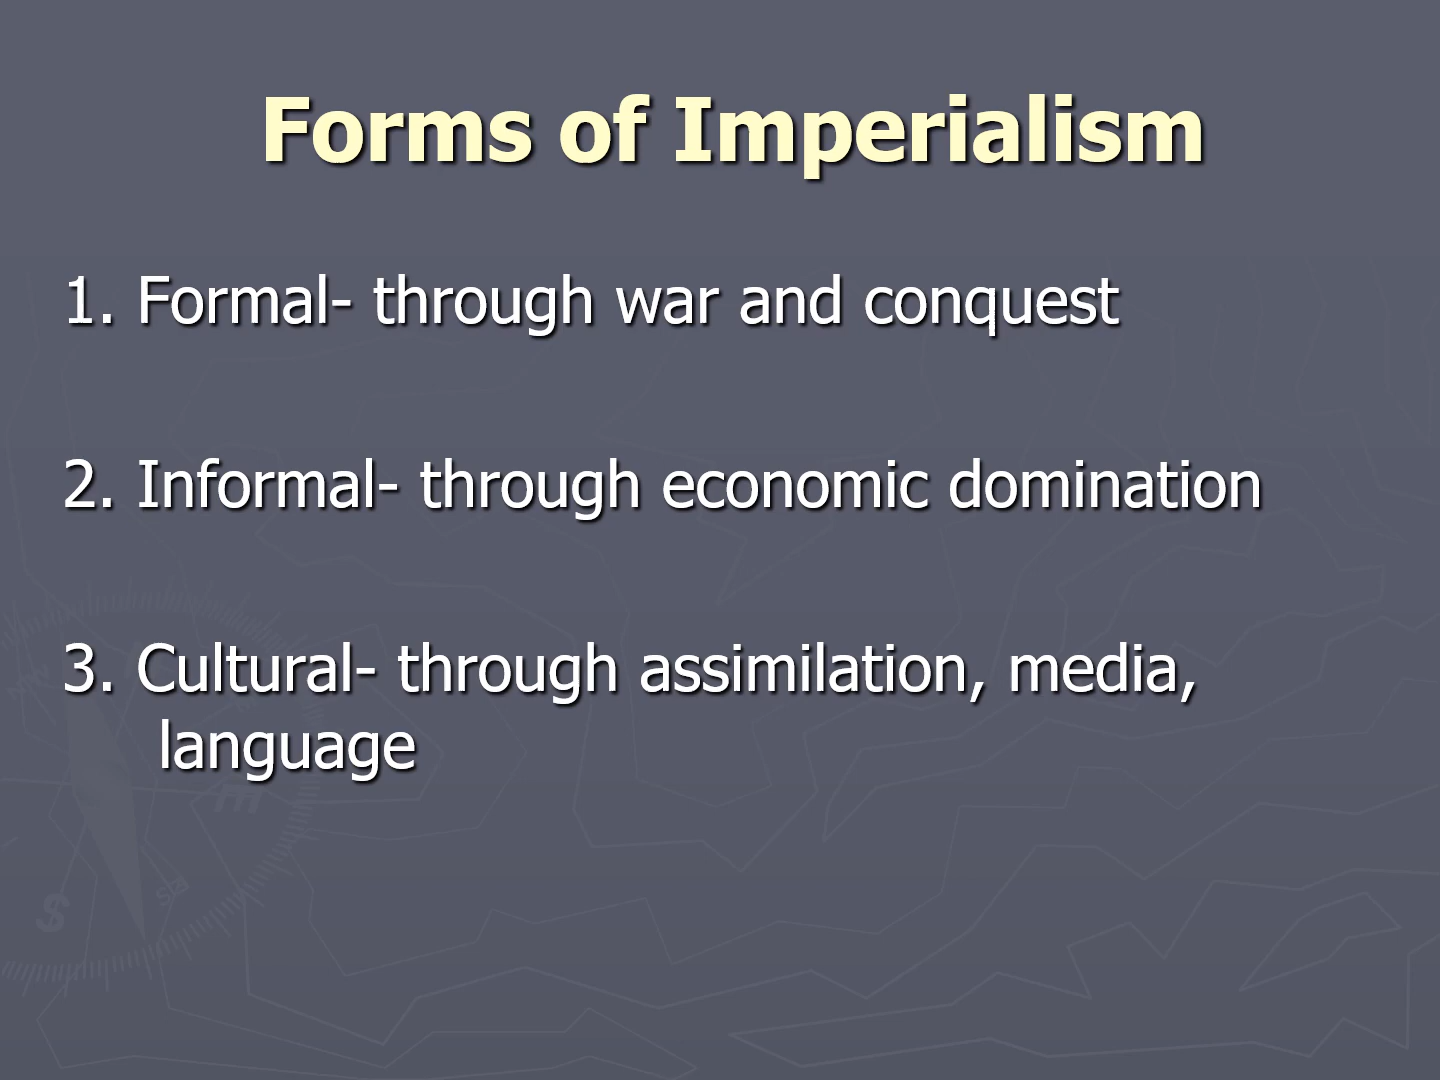 Forms of Imperialism
1. Formal- through war and conquest
2. Informal- through economic domination
3. Cultural- through assimilation, media,
language
E
S
SE